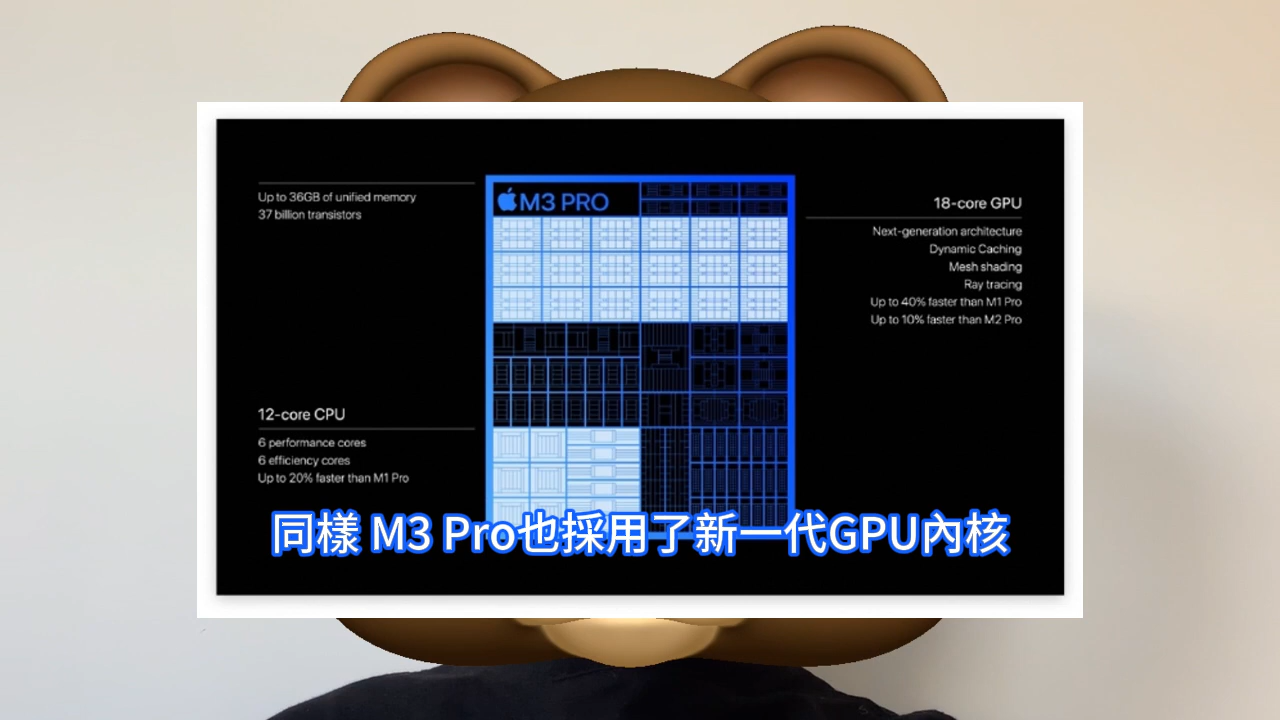 Up to 36GB of unified memory
37 billion transistors
M3 PRO
18-core GPU
Next-generation architecture
Dynamic Caching
Mesh shading
Ray tracing
Up to 40% faster than M1 Pro
Up to 10% faster than M2 Pro
12-core CPU
6 performance cores
6 efficiency cores
Up to 20% faster than M1 Pro
同樣 M3 Pro也採用了新一代GPU內核